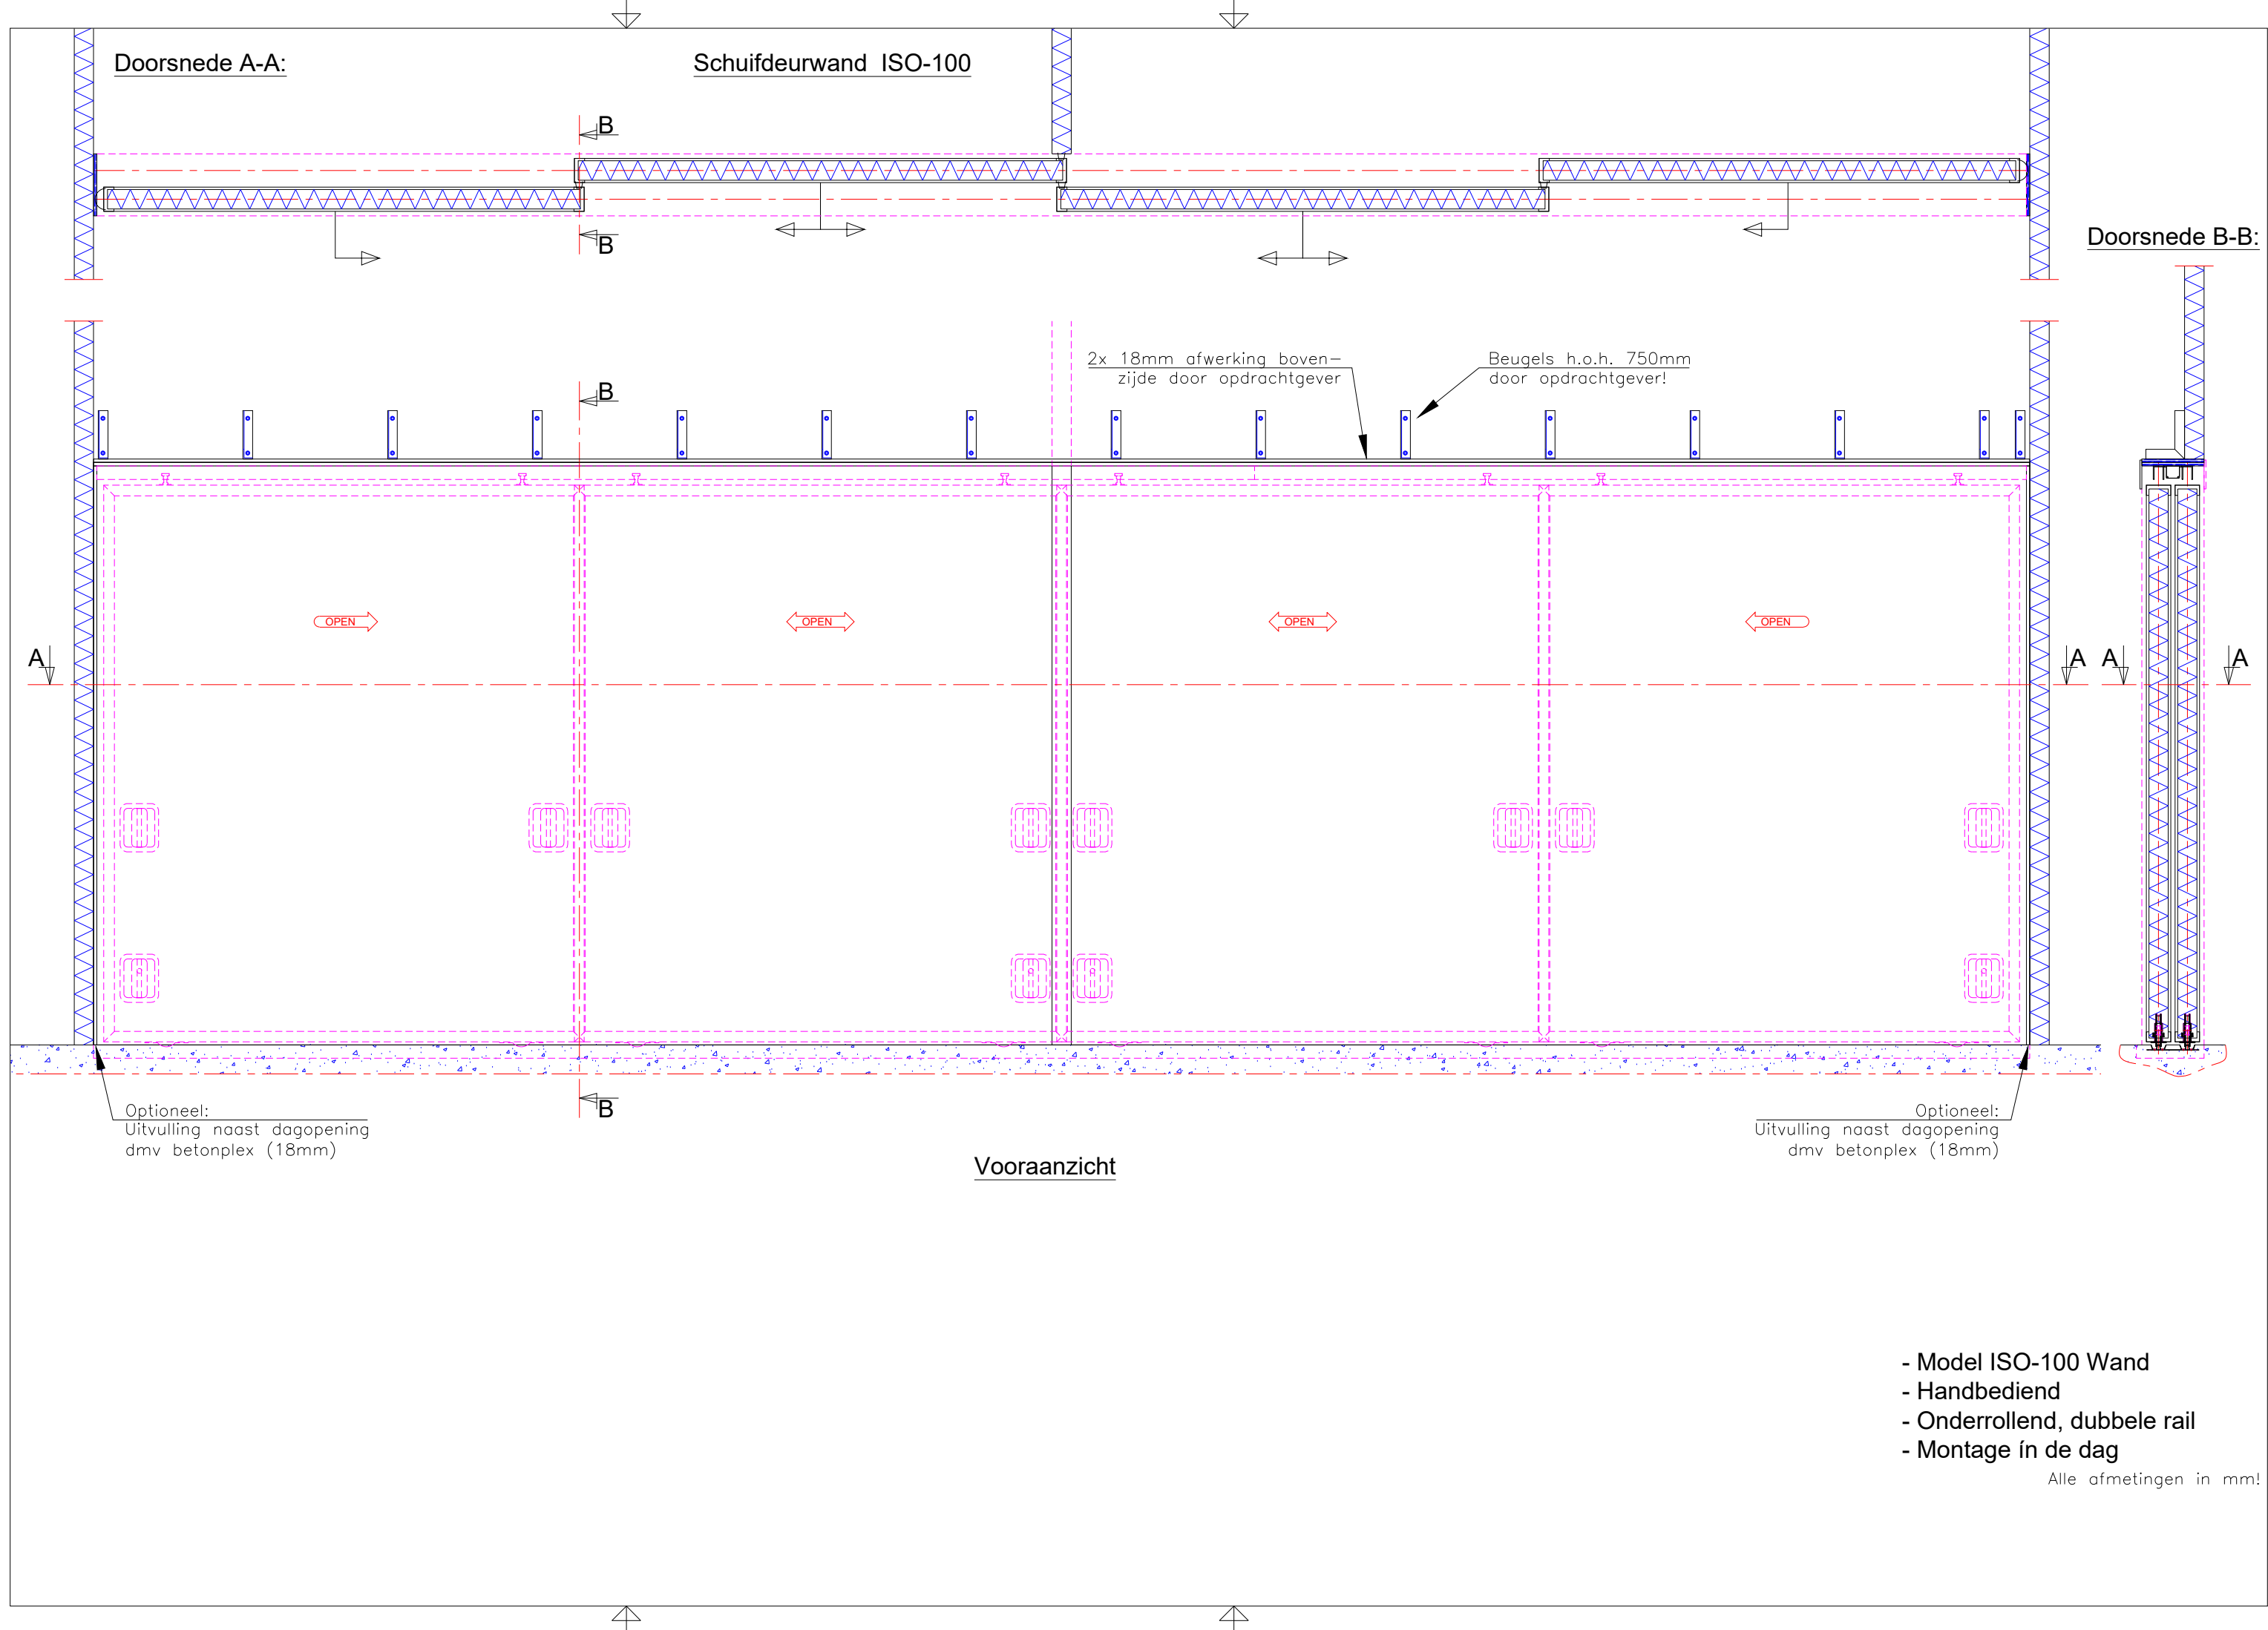 Doorsnede A-A:
Schuifdeurwand ISO-100
B
B
Doorsnede B-B:
2x 18mm afwerking boven-
zijde door opdrachtgever
Beugels h.o.h. 750mm
door opdrachtgever!
B
OPEN
OPEN
OPEN
OPEN
A
A
A
A
B
Optioneel:
Uitvulling naast dagopening
dmv betonplex (18mm)
Optioneel:
Uitvulling naast dagopening
dmv betonplex (18mm)
Vooraanzicht
- Model ISO-100 Wand
- Handbediend
- Onderrollend, dubbele rail
- Montage ín de dag
Alle afmetingen in mm!